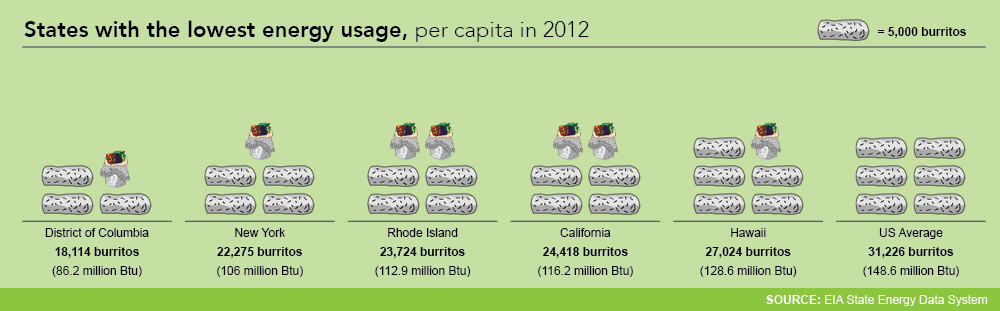 States with the lowest energy usage, per capita in 2012
= 5,000 burritos
District of Columbia
18,114 burritos
(86.2 million Btu)
New York
22,275 burritos
(106 million Btu)
Rhode Island
23,724 burritos
(112.9 million Btu)
California
24,418 burritos
(116.2 million Btu)
Hawaii
27,024 burritos
(128.6 million Btu)
US Average
31,226 burritos
(148.6 million Btu)
SOURCE: EIA State Energy Data System